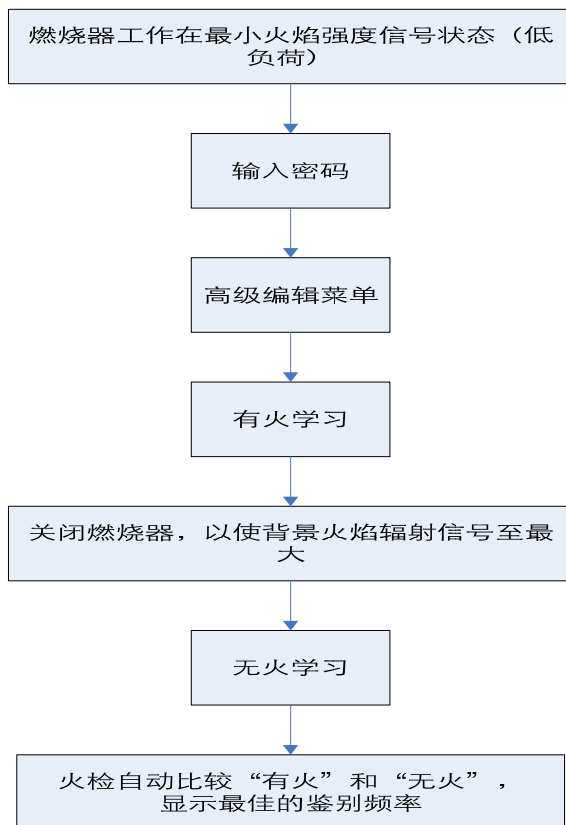 燃烧器工作在最小火焰强度信号状态（低
负荷）
输入密码
高级编辑菜单
有火学习
关闭燃烧器，以使背景火焰辐射信号至最
大
无火学习
火检自动比较“有火”和“无火”，
显示最佳的鉴别频率